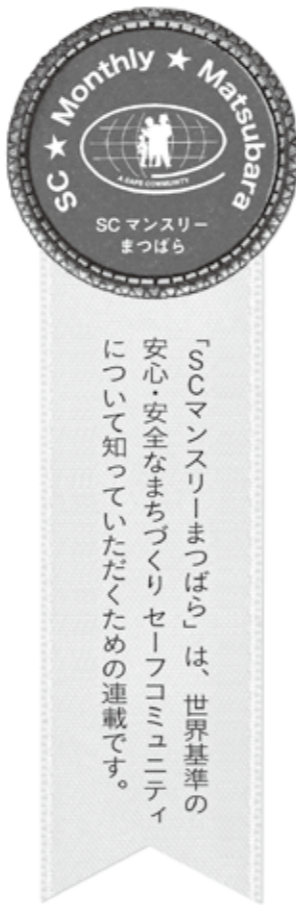 SC ★ Monthly ★ Matsubara
A SAFE COMMUNITY
SC マンスリー
まつばら
「SCマンスリーまつばら」は、世界基準の
安心・安全なまちづくり セーフコミュニティ
について知っていただくための連載です。